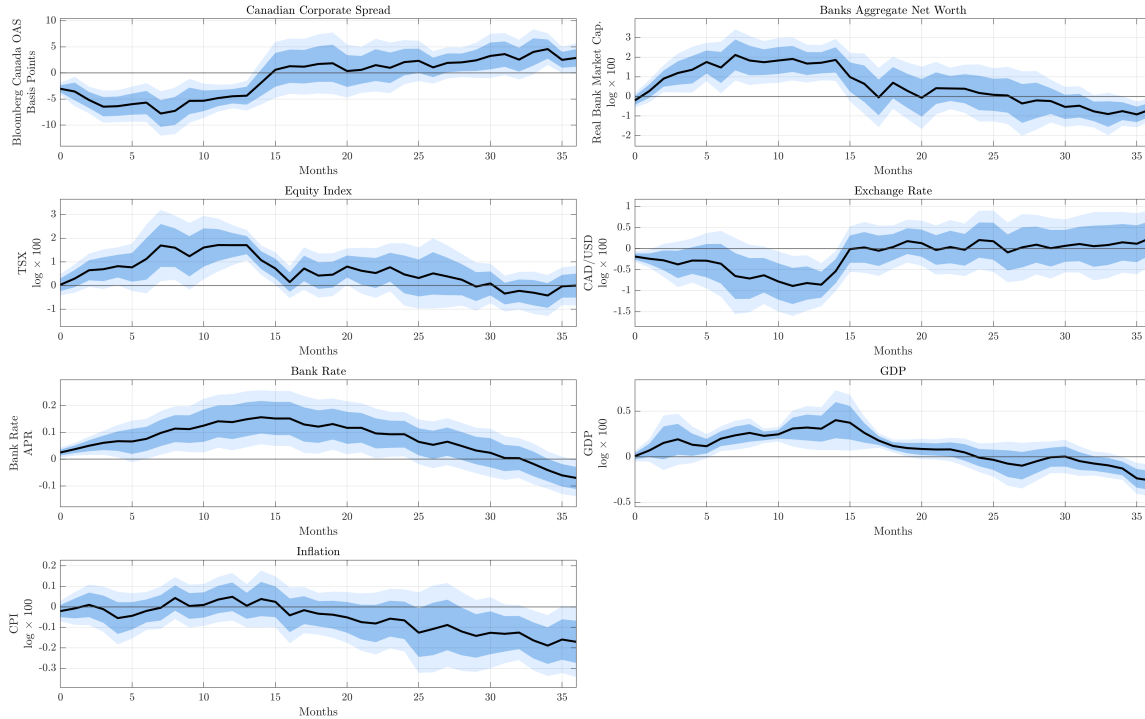 Canadian Corporate Spread
Bloomberg Canada OAS
Basis Points
10
5
0
-5
-10
0 5 10 15 20 25 30 35
Months
Banks Aggregate Net Worth
Real Bank Market Cap.
log × 100
3
2
1
0
-1
-2
0 5 10 15 20 25 30 35
Months
Equity Index
TSX
log × 100
3
2
1
0
-1
0 5 10 15 20 25 30 35
Months
Exchange Rate
CAD/USD
log × 100
1
0.5
0
-0.5
-1
-1.5
0 5 10 15 20 25 30 35
Months
Bank Rate
Bank Rate
APR
0.2
0.1
0
-0.1
0 5 10 15 20 25 30 35
Months
GDP
GDP
log × 100
0.5
0
-0.5
0 5 10 15 20 25 30 35
Months
Inflation
CPI
log × 100
0.2
0.1
0
-0.1
-0.2
-0.3
0 5 10 15 20 25 30 35
Months